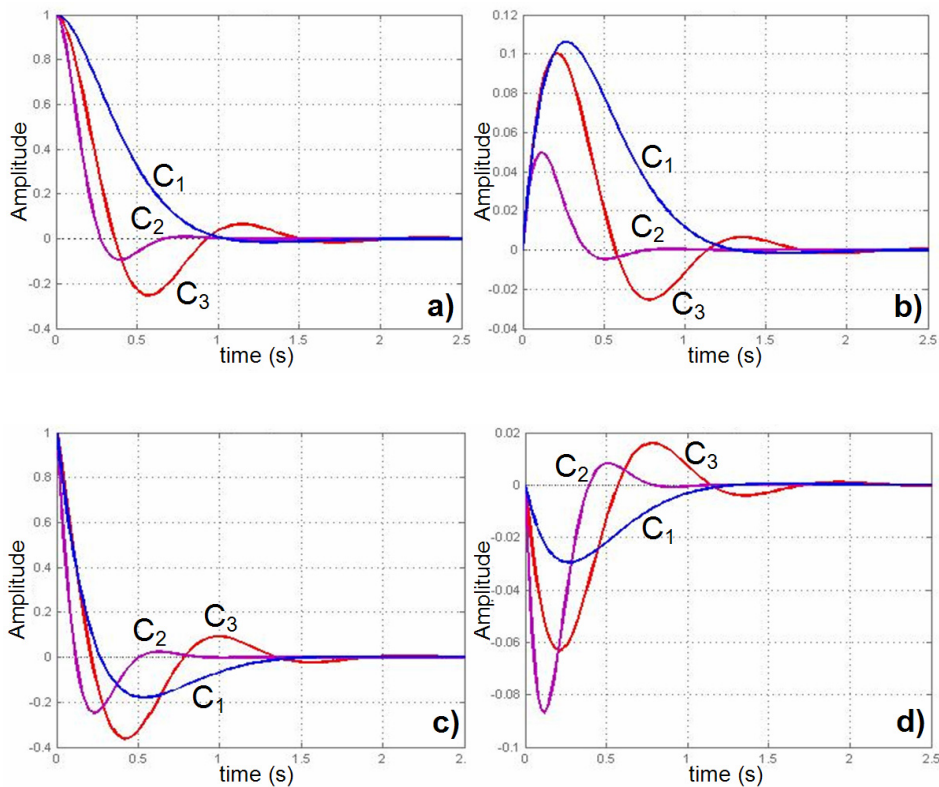 1
0.8
0.6
0.4
0.2
0
-0.2
-0.4
Amplitude
C1
C2
C3
a)
0 0.5 1 1.5 2 2.5
time (s)
0.12
0.1
0.08
0.06
0.04
0.02
0
-0.02
-0.04
Amplitude
C1
C2
C3
b)
0 0.5 1 1.5 2 2.5
time (s)
1
0.8
0.6
0.4
0.2
0
-0.2
-0.4
Amplitude
C2
C3
C1
c)
0 0.5 1 1.5 2 2.
time (s)
0.02
0
-0.02
-0.04
-0.06
-0.08
-0.1
Amplitude
C2
C3
C1
d)
0 0.5 1 1.5 2 2.5
time (s)